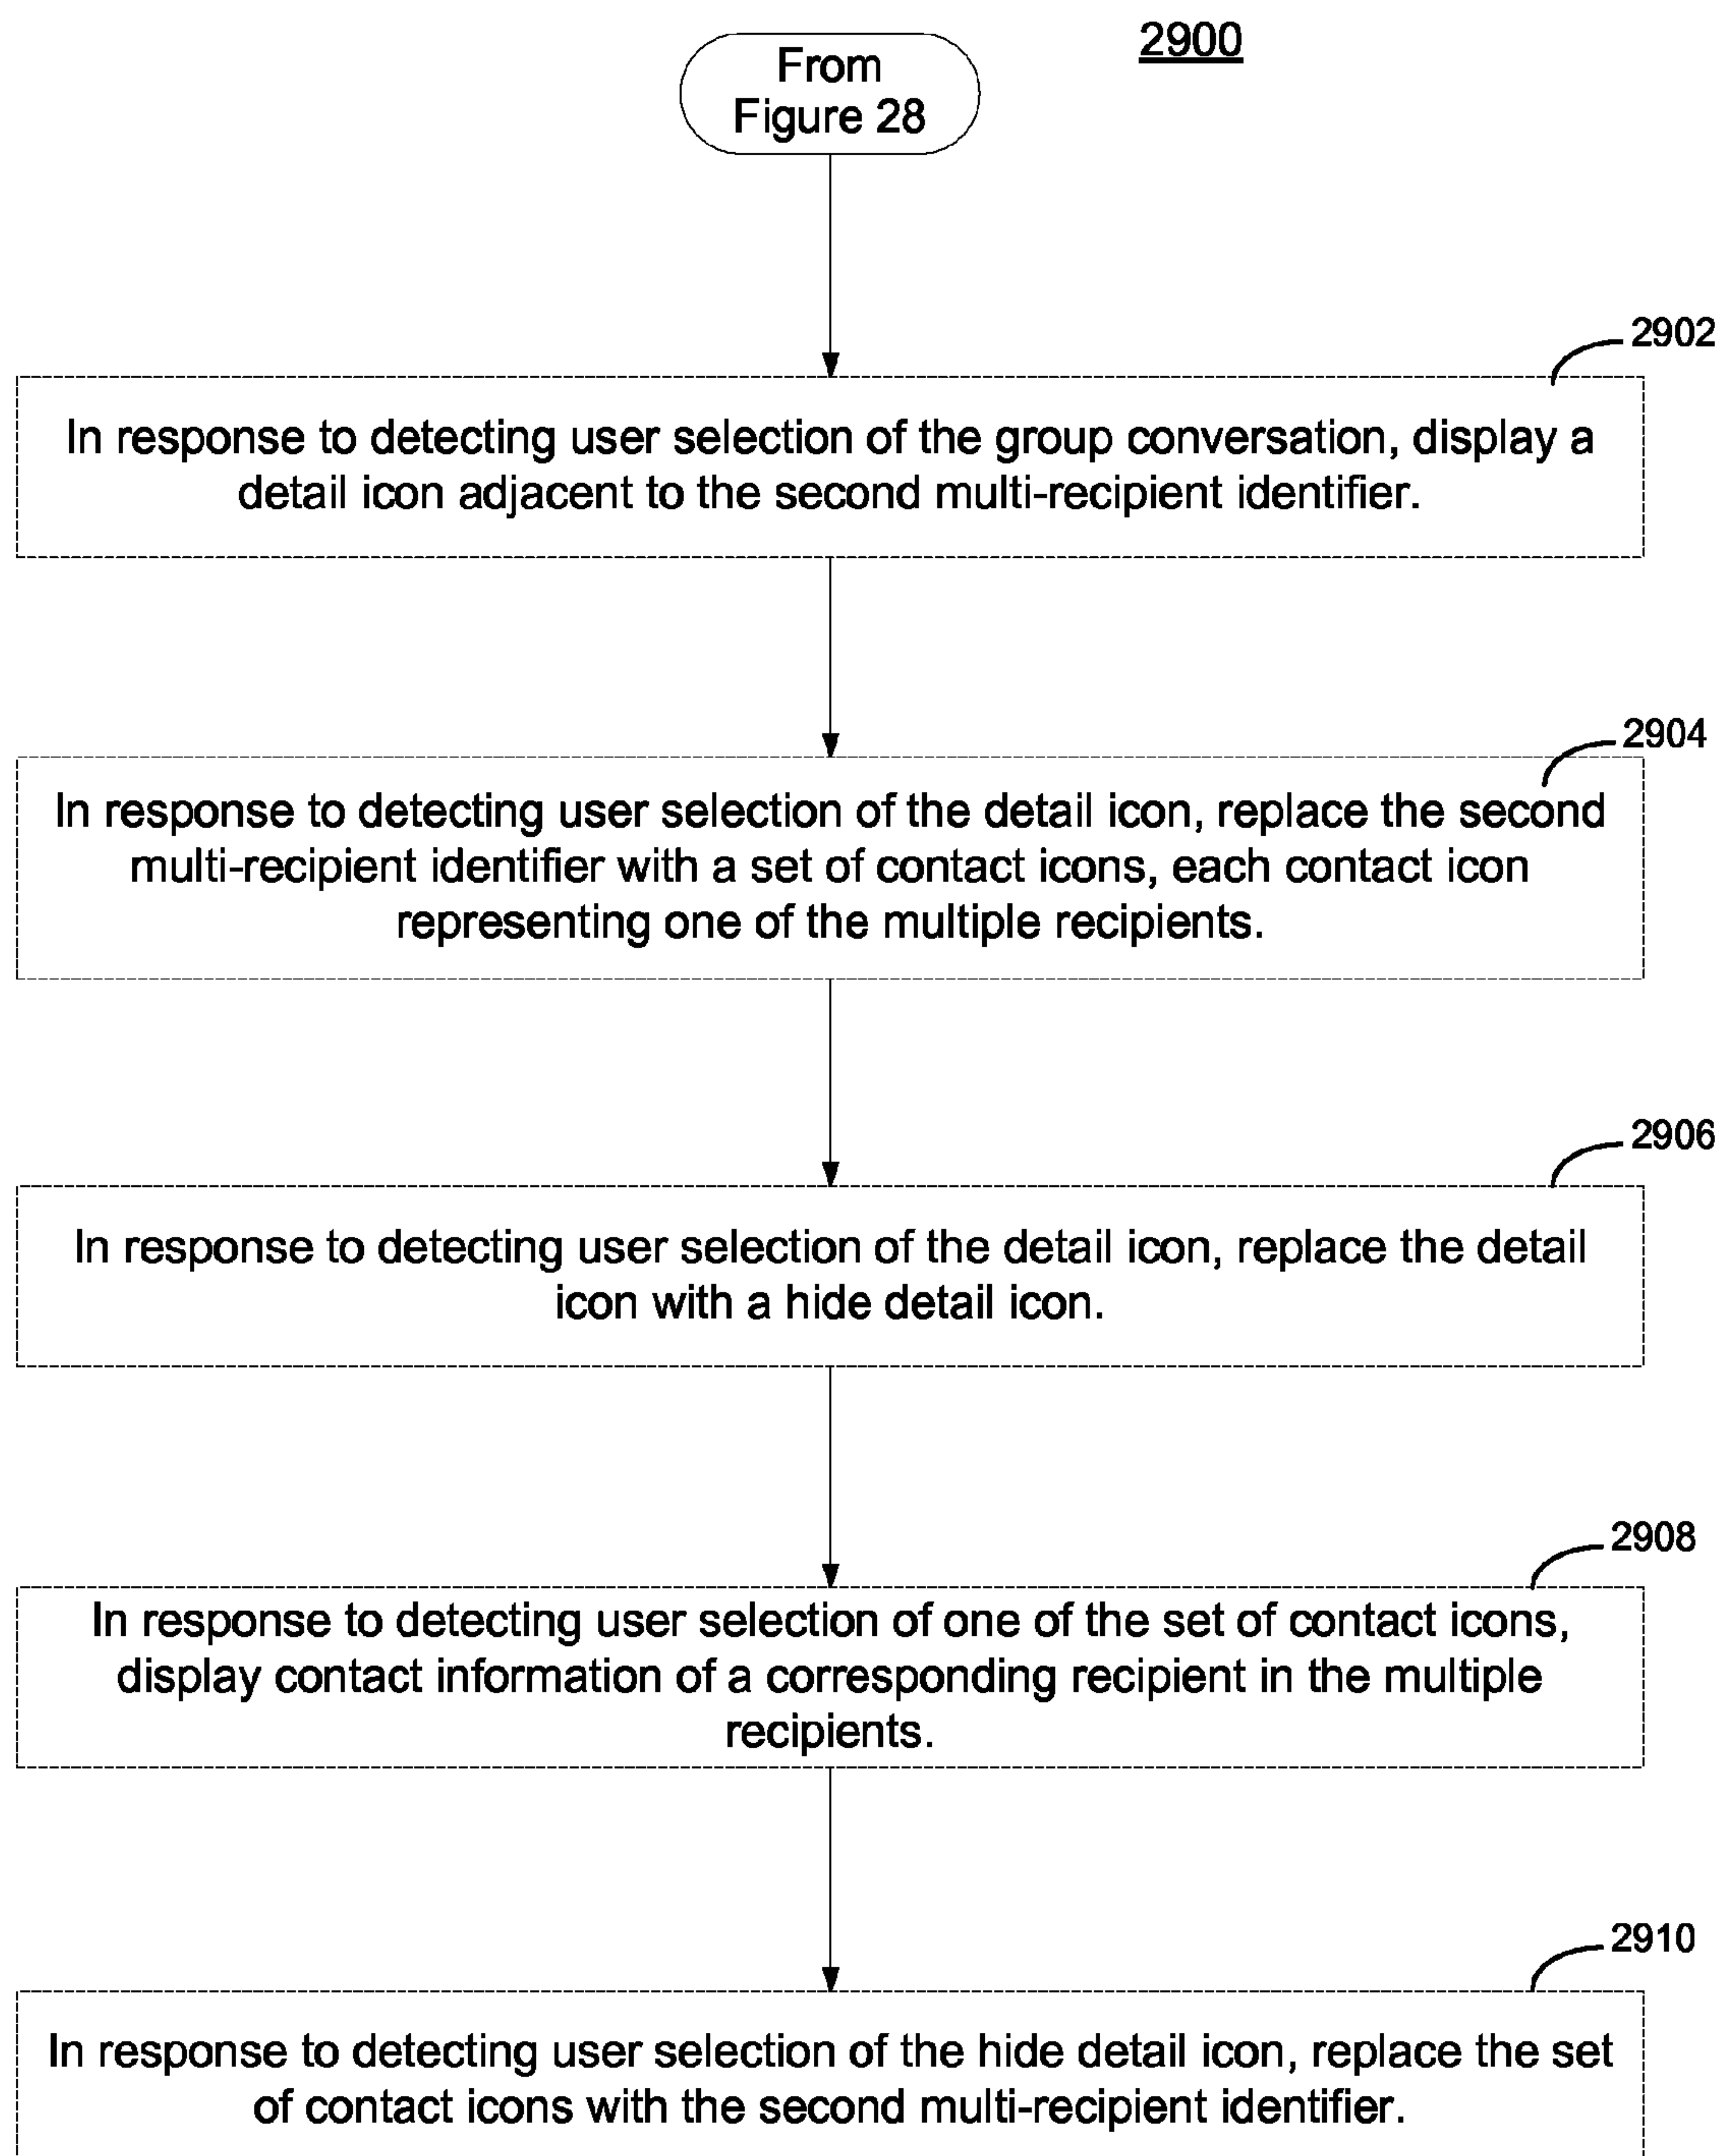 2900
From
Figure 28
2902
In response to detecting user selection of the group conversation, display a
detail icon adjacent to the second multi-recipient identifier.
2904
In response to detecting user selection of the detail icon, replace the second
multi-recipient identifier with a set of contact icons, each contact icon
representing one of the multiple recipients.
2906
In response to detecting user selection of the detail icon, replace the detail
icon with a hide detail icon.
2908
In response to detecting user selection of one of the set of contact icons,
display contact information of a corresponding recipient in the multiple
recipients.
2910
In response to detecting user selection of the hide detail icon, replace the set
of contact icons with the second multi-recipient identifier.